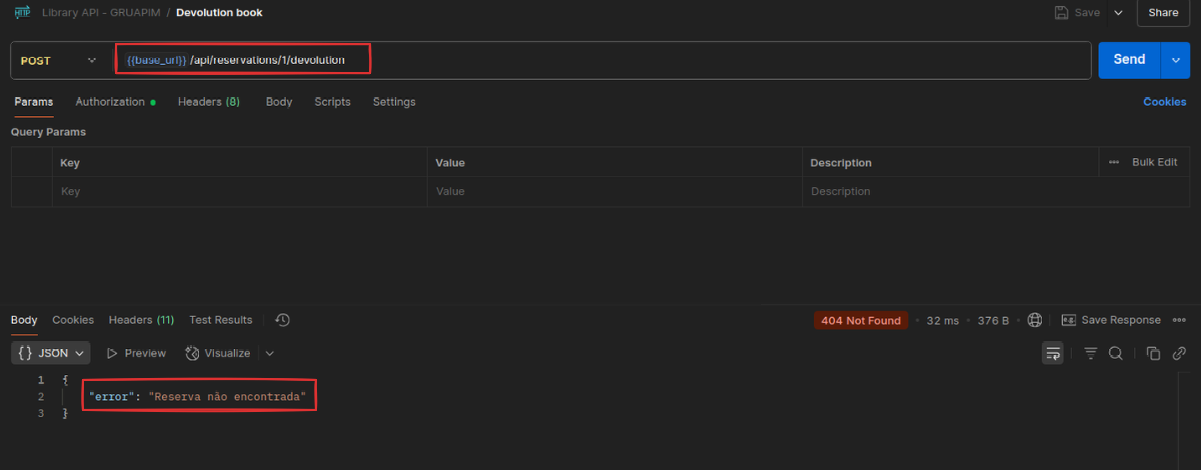 HTTP Library API - GRUAPIM / Devolution book Save Share
POST {{base_url}} /api/reservations/1/devolution Send
Params Authorization Headers (8) Body Scripts Settings Cookies
Query Params
Key Value Description Bulk Edit
Key Value Description
Body Cookies Headers (11) Test Results 404 Not Found 32 ms 376 B Save Response
{} JSON Preview Visualize
1 {
2 "error": "Reserva não encontrada"
3 }